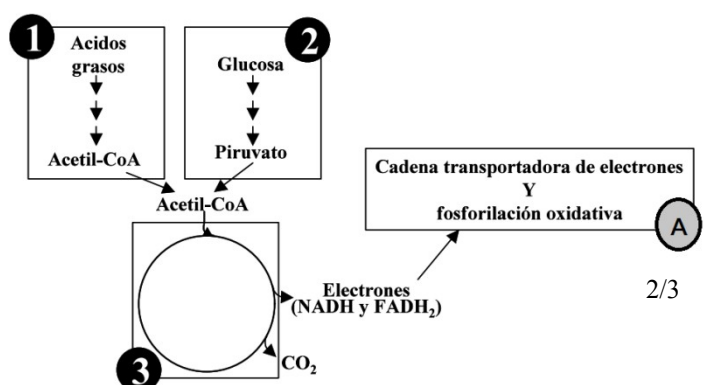 1
Acidos
grasos
Acetil-CoA
2
Glucosa
Piruvato
Acetil-CoA
Cadena transportadora de electrones
Y
fosforilación oxidativa
A
Electrones
(NADH y FADH₂)
CO₂
3
2/3